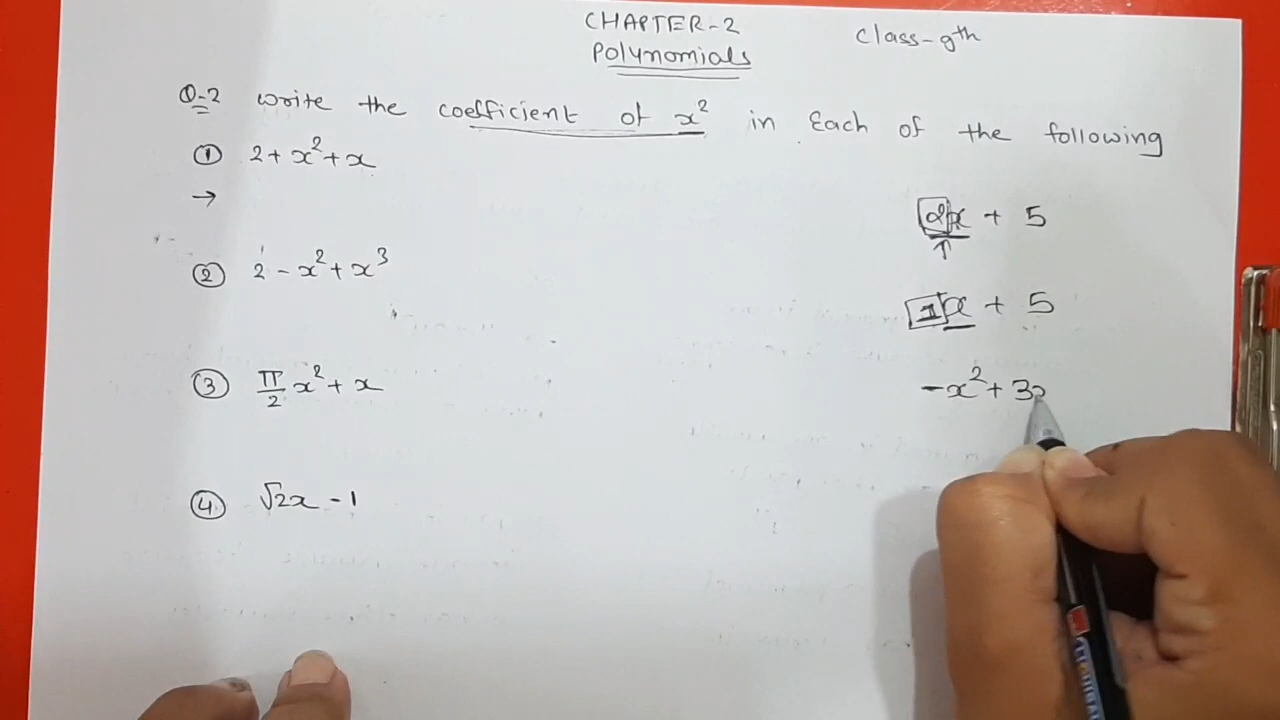 CHAPTER-2
Polynomials
Class-9th
Q-2 Write the coefficient of x² in Each of the following
① 2 + x² + x
→
② 2 - x² + x³
③ π/2 x² + x
④ √2x - 1
2x + 5
↑
1x + 5
-x² + 3x